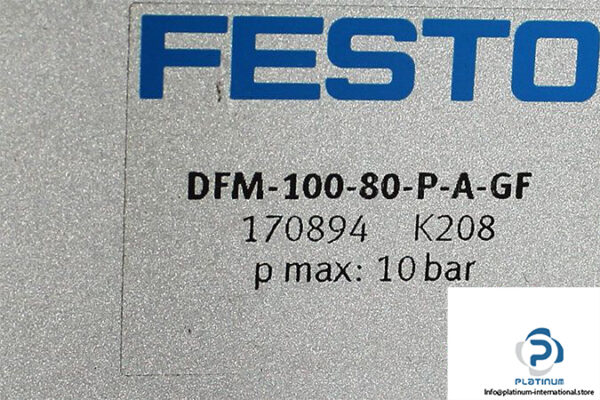 FESTO
DFM-100-80-P-A-GF
170894 K208
p max: 10 bar
PLATINUM
Info@platinum-international.store